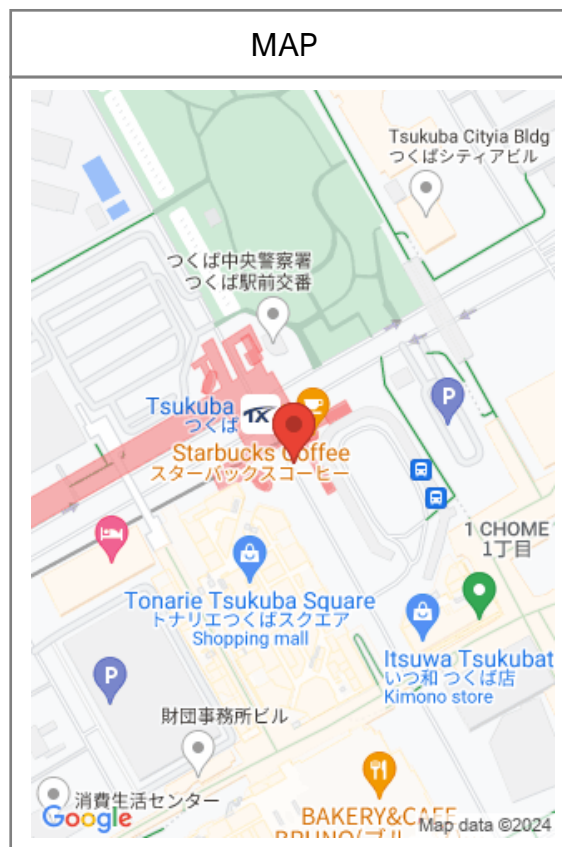 MAP
Tsukuba Cityia Bldg
つくばシティアビル
つくば中央警察署
つくば駅前交番
Tsukuba
つくば
TX
Starbucks Coffee
スターバックスコーヒー
P
1 CHOME
1丁目
Tonarie Tsukuba Square
トナリエつくばスクエア
Shopping mall
Itsuwa Tsukubat
いつ和 つくば店
Kimono store
P
財団事務所ビル
消費生活センター
BAKERY&CAFE
BRUNO(ブル
Google
Map data ©2024